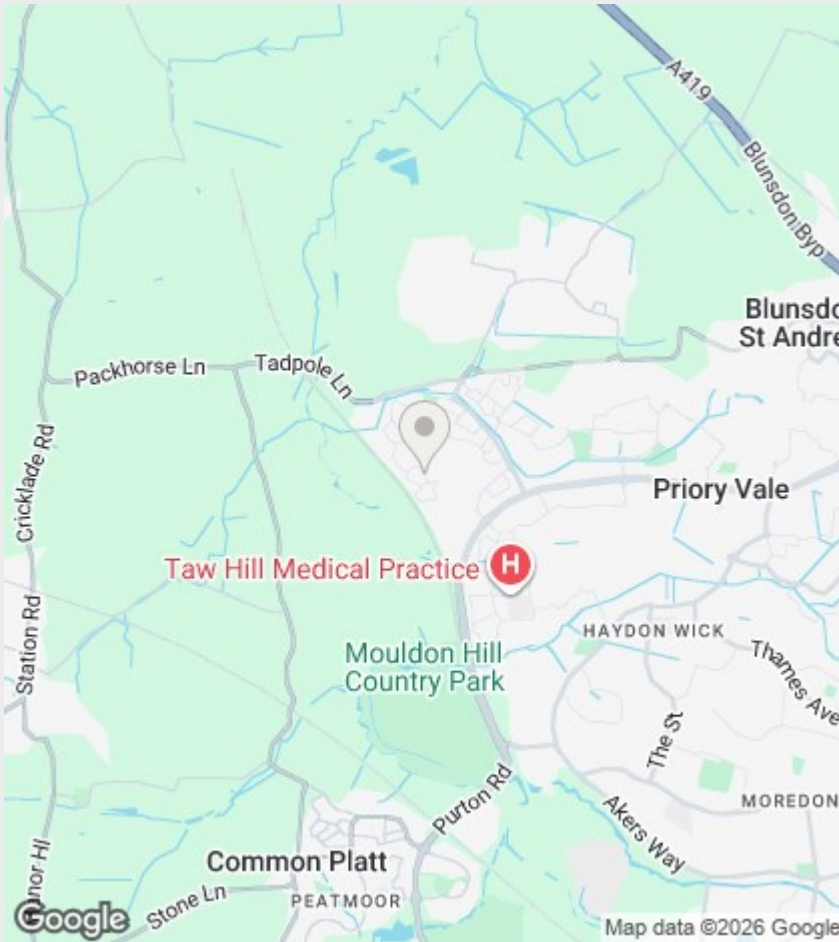 A419
Blunsdon Byp
Blunsdo
St Andre
Packhorse Ln
Tadpole Ln
Cricklade Rd
Priory Vale
Taw Hill Medical Practice
H
Station Rd
HAYDON WICK
Mouldon Hill
Country Park
Thames Ave
The St
Purton Rd
MOREDON
Akers Way
Common Platt
Manor Hl
Stone Ln
PEATMOOR
Google
Map data ©2026 Google